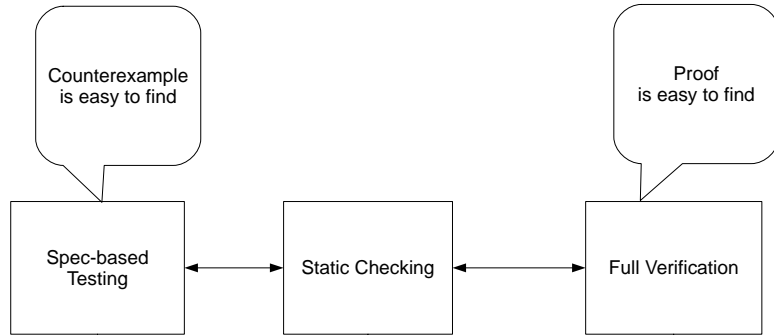 Counterexample
is easy to find
Proof
is easy to find
Spec-based
Testing
Static Checking
Full Verification